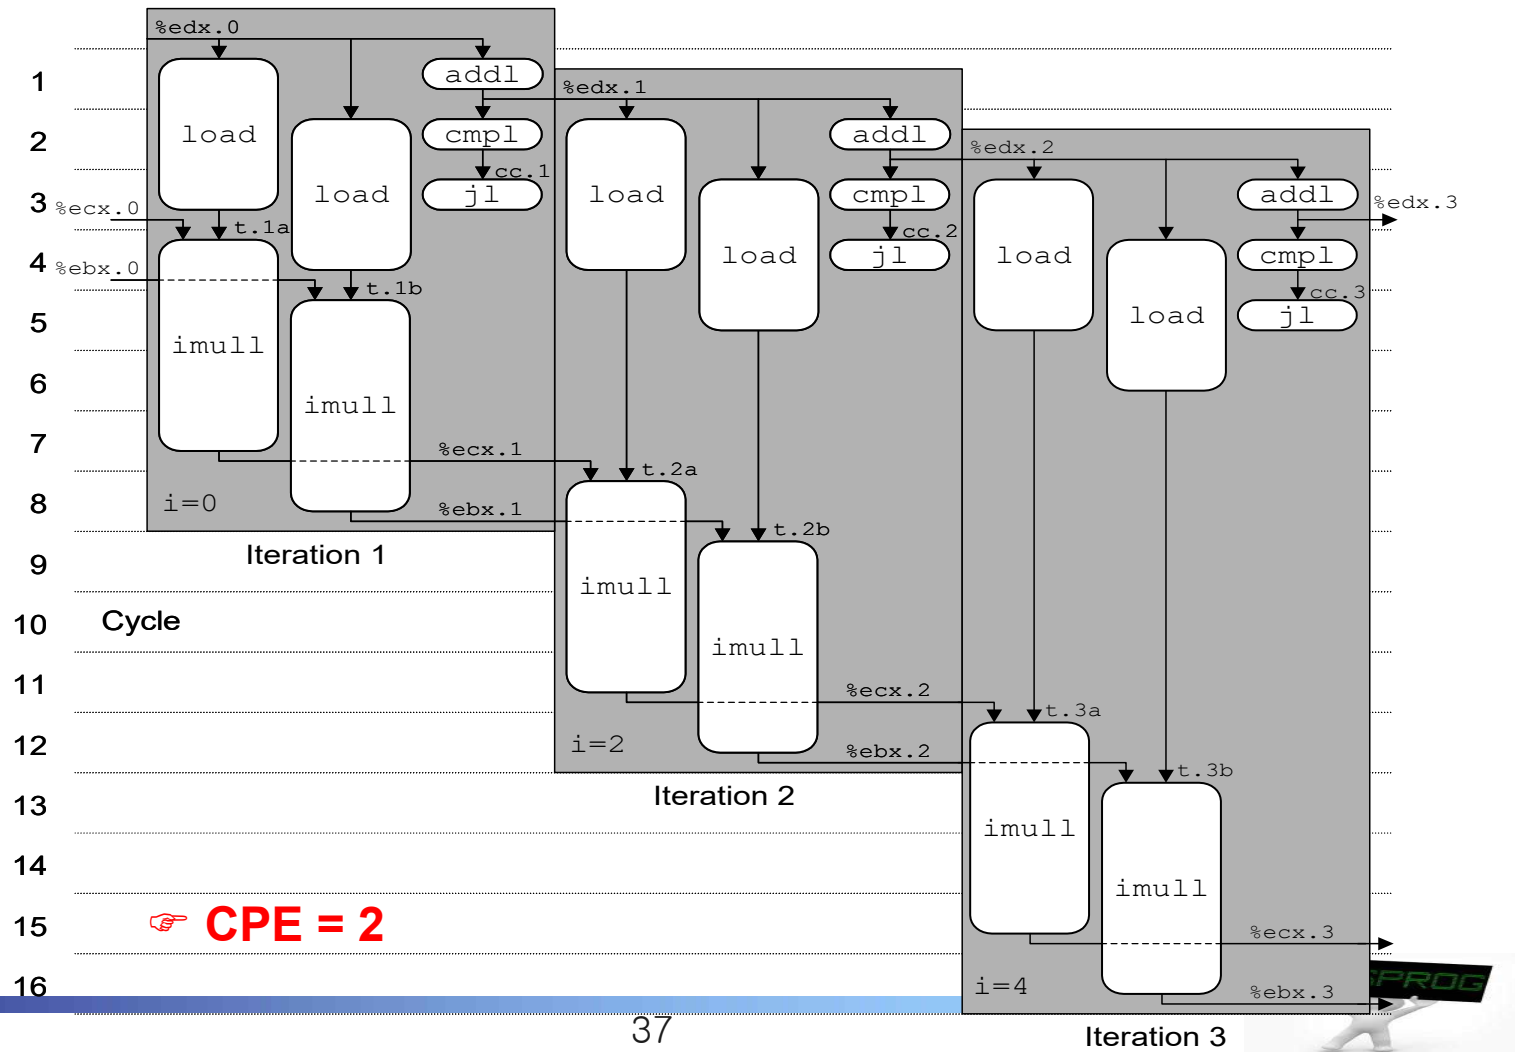 %edx.0
1
addl
%edx.1
2
load
cmpl
addl
%edx.2
cc.1
3
load
jl
load
cmpl
addl
%edx.3
%ecx.0
t.1a
cc.2
4
%ebx.0
load
jl
load
cmpl
t.1b
cc.3
5
imull
load
jl
6
imull
7
%ecx.1
t.2a
8
i=0
%ebx.1
t.2b
Iteration 1
9
imull
10
Cycle
imull
11
%ecx.2
t.3a
12
i=2
%ebx.2
t.3b
Iteration 2
13
imull
14
imull
15
☞ CPE = 2
%ecx.3
16
i=4
%ebx.3
37
Iteration 3